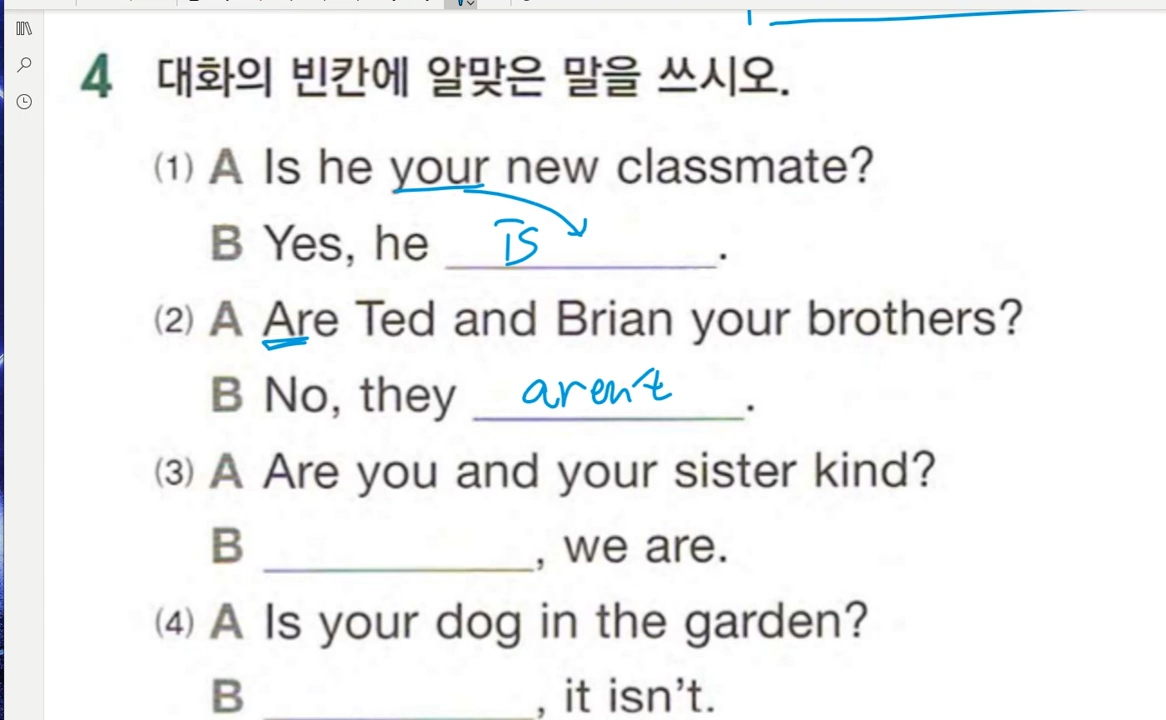 4 대화의 빈칸에 알맞은 말을 쓰시오.
(1) A Is he your new classmate?
B Yes, he is.
(2) A Are Ted and Brian your brothers?
B No, they aren't.
(3) A Are you and your sister kind?
B ____, we are.
(4) A Is your dog in the garden?
B ____, it isn't.